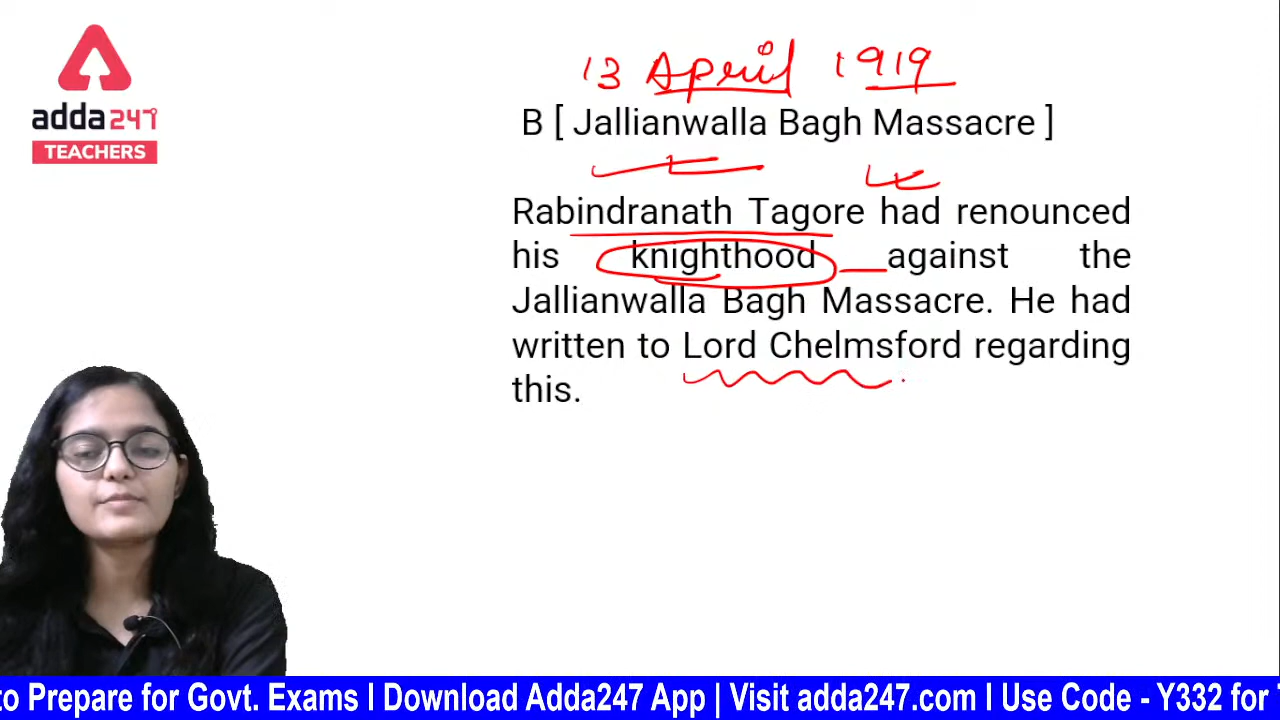 adda247
TEACHERS
13 April 1919
B [ Jallianwalla Bagh Massacre ]
Rabindranath Tagore had renounced
his knighthood against the
Jallianwalla Bagh Massacre. He had
written to Lord Chelmsford regarding
this.
to Prepare for Govt. Exams I Download Adda247 App | Visit adda247.com I Use Code - Y332 for